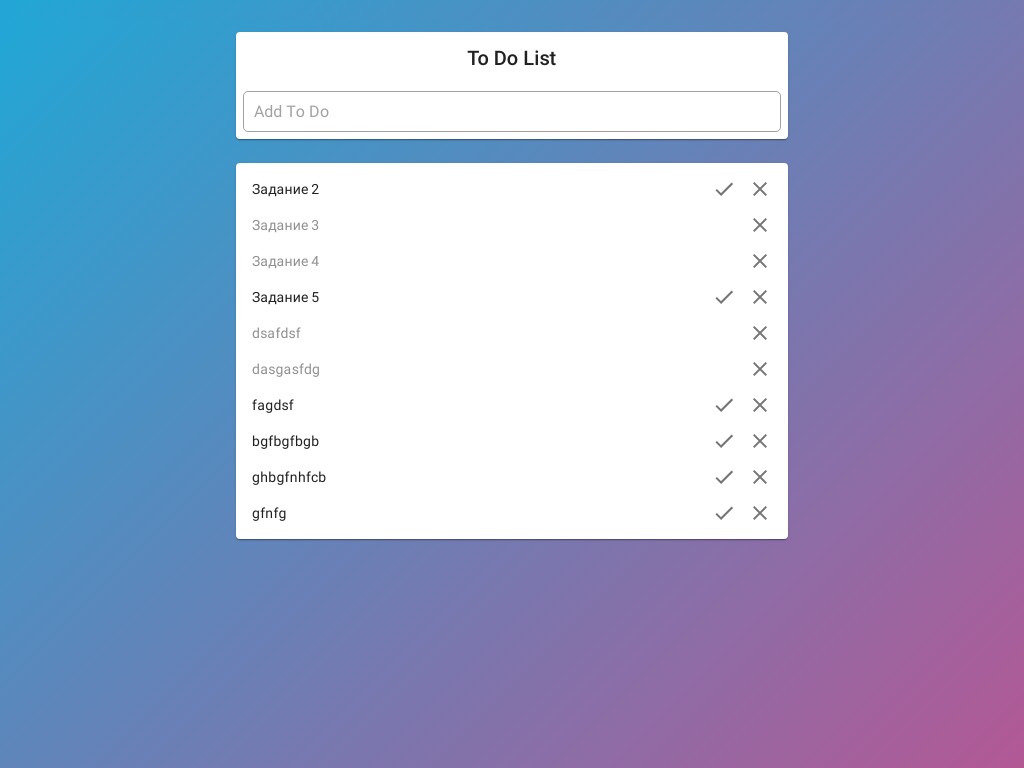 To Do List
Add To Do
Задание 2
Задание 3
Задание 4
Задание 5
dsafdsf
dasgasfdg
fagdsf
bgfbgfbgb
ghbgfnhfcb
gfnfg